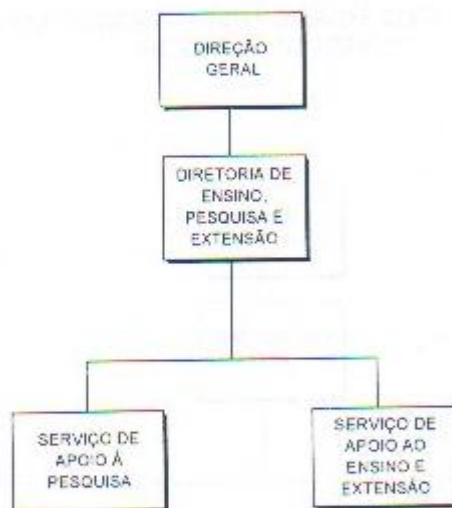 DIREÇÃO
GERAL
DIRETORIA DE
ENSINO,
PESQUISA E
EXTENSÃO
SERVIÇO DE
APOIO À
PESQUISA
SERVIÇO DE
APOIO AO
ENSINO E
EXTENSÃO